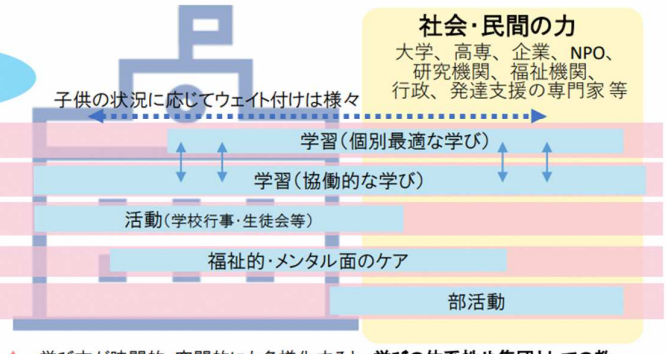 社会・民間の力
大学、高専、企業、NPO、
研究機関、福祉機関、
行政、発達支援の専門家 等
子供の状況に応じてウェイト付けは様々
学習(個別最適な学び)
学習(協働的な学び)
活動(学校行事・生徒会等)
福祉的・メンタル面のケア
部活動